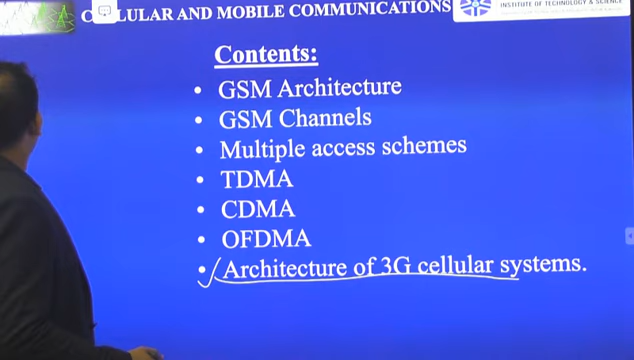 CELLULAR AND MOBILE COMMUNICATIONS
INSTITUTE OF TECHNOLOGY & SCIENCE
Contents:
• GSM Architecture
• GSM Channels
• Multiple access schemes
• TDMA
• CDMA
• OFDMA
• Architecture of 3G cellular systems.